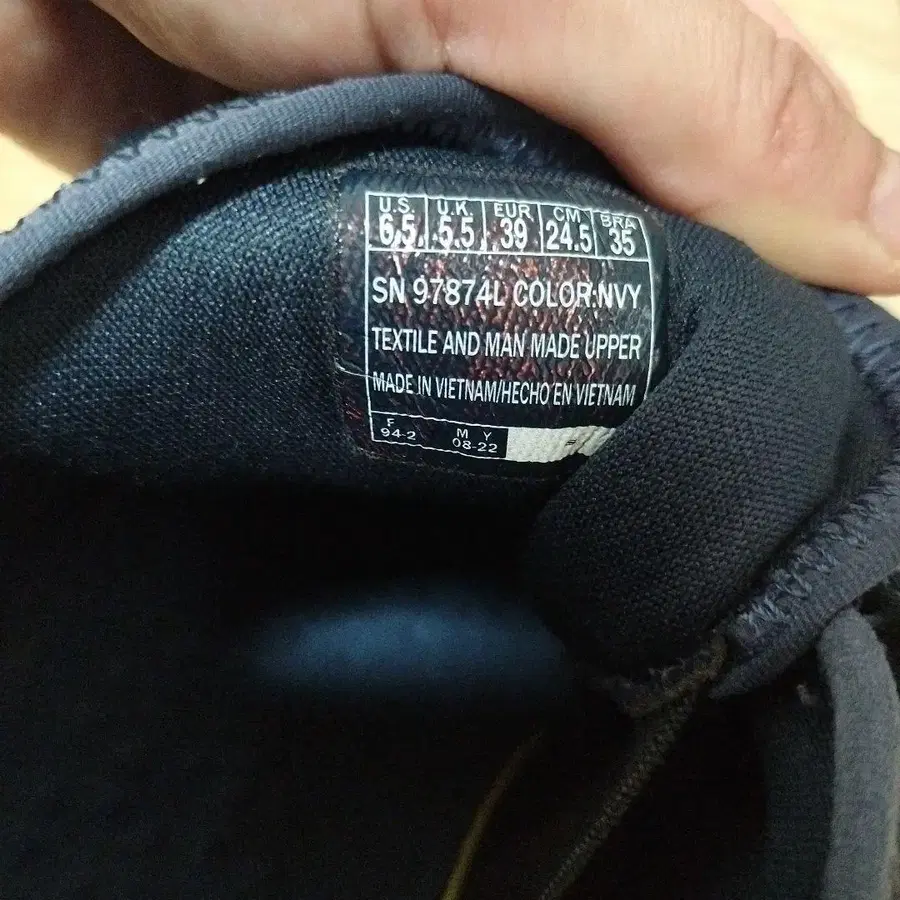 U.S. U.K. EUR CM BRA
6.5 5.5 39 24.5 35
SN 97874L COLOR:NVY
TEXTILE AND MAN MADE UPPER
MADE IN VIETNAM/HECHO EN VIETNAM
F M Y
94-2 08-22